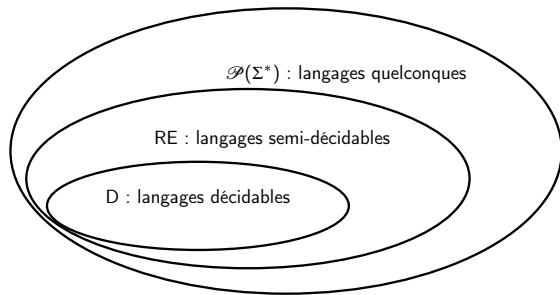 𝒫(Σ*) : langages quelconques
RE : langages semi-décidables
D : langages décidables